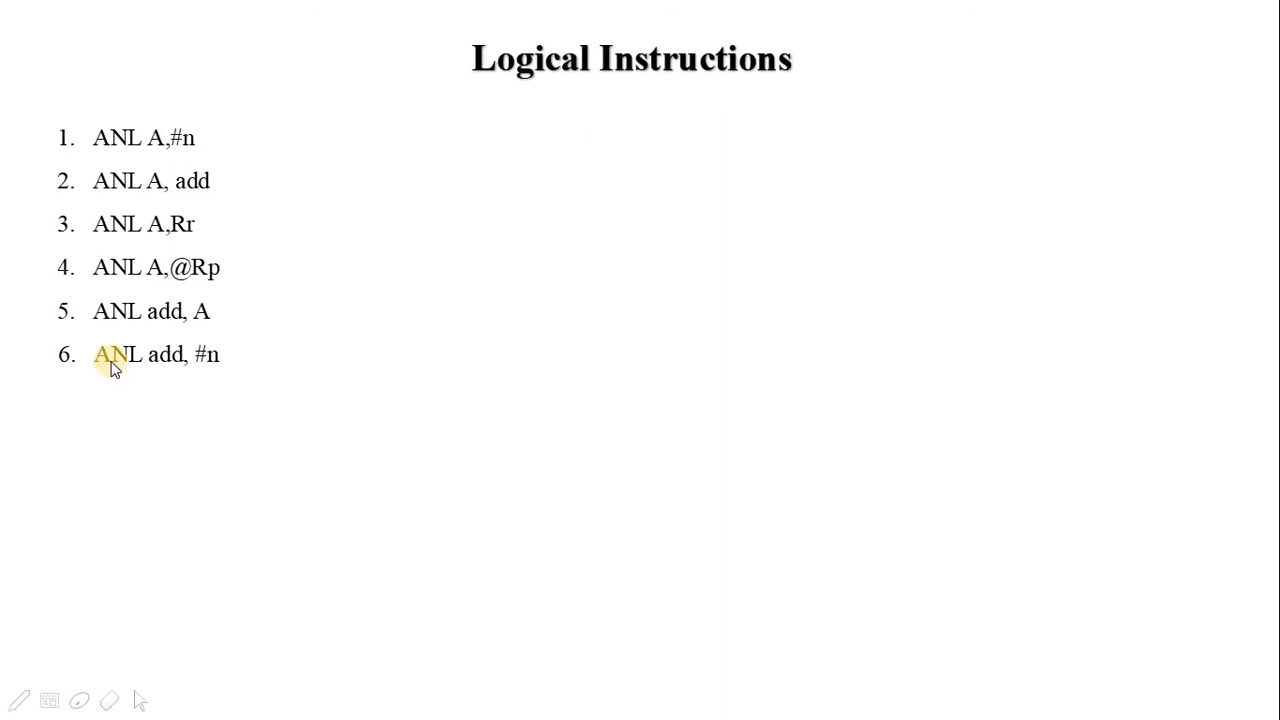 Logical Instructions
1. ANL A,#n
2. ANL A, add
3. ANL A,Rr
4. ANL A,@Rp
5. ANL add, A
6. ANL add, #n